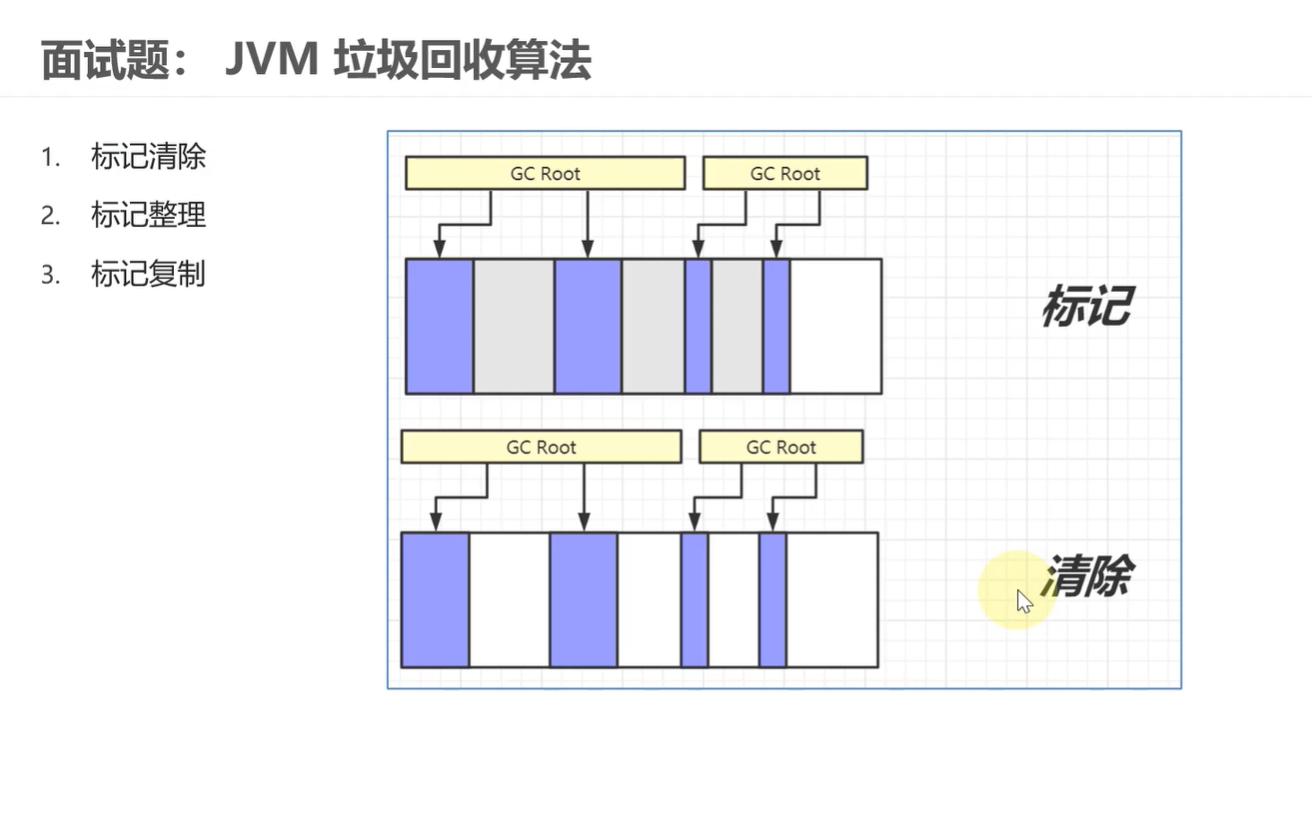 面试题： JVM 垃圾回收算法
1. 标记清除
2. 标记整理
3. 标记复制
GC Root GC Root
标记
GC Root GC Root
清除